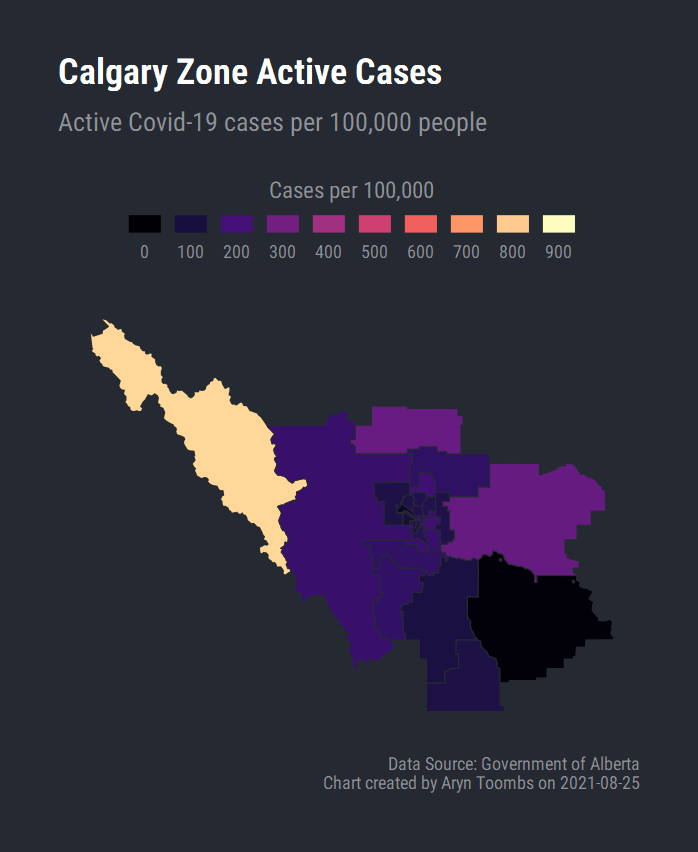 Calgary Zone Active Cases
Active Covid-19 cases per 100,000 people
Cases per 100,000
0 100 200 300 400 500 600 700 800 900
Data Source: Government of Alberta
Chart created by Aryn Toombs on 2021-08-25